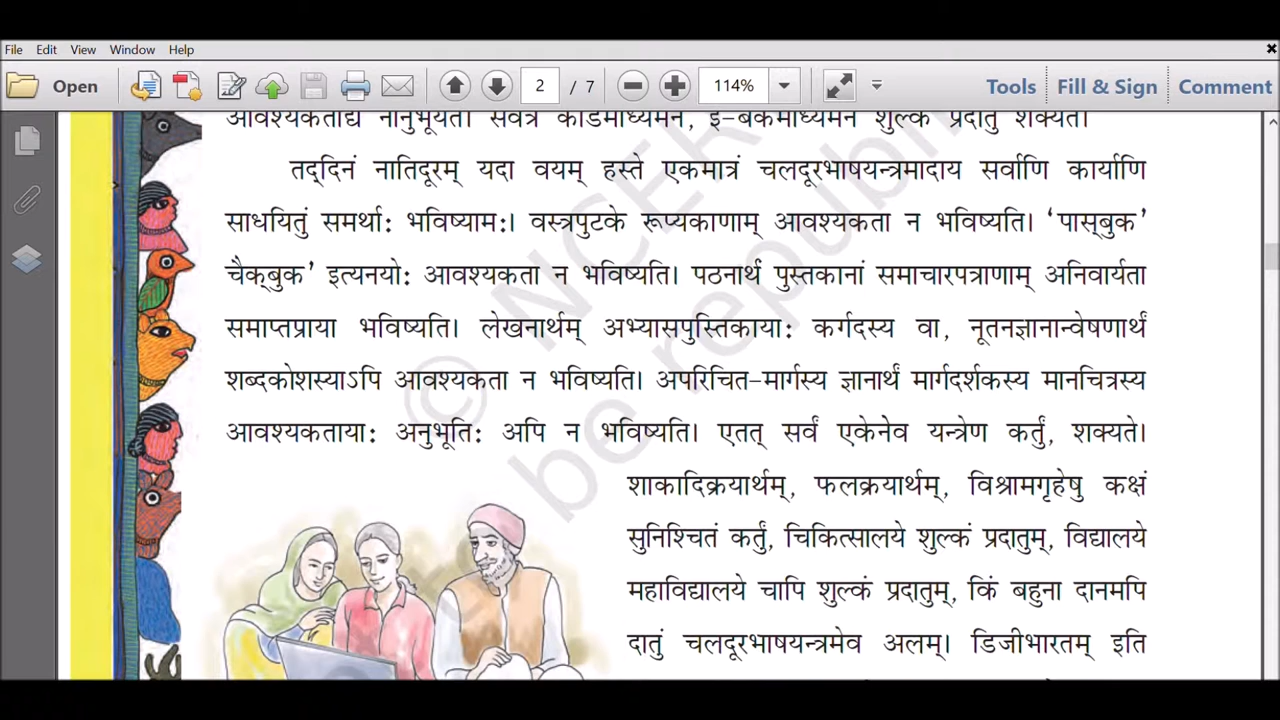 File Edit View Window Help
Open 2 / 7 114% Tools Fill & Sign Comment
आवश्यकताद्य नानुभूयते। सर्वत्र कार्डमाध्यमेन, ई-बैंकमाध्यमेन शुल्कं प्रदातुं शक्यते।
तद्दिनं नातिदूरम् यदा वयम् हस्ते एकमात्रं चलदूरभाषयन्त्रमादाय सर्वाणि कार्याणि
साधयितुं समर्थाः भविष्यामः। वस्त्रपुटके रूप्यकाणाम् आवश्यकता न भविष्यति। ‘पास्‌बुक’
चैक्‌बुक’ इत्यनयोः आवश्यकता न भविष्यति। पठनार्थं पुस्तकानां समाचारपत्राणाम् अनिवार्यता
समाप्तप्राया भविष्यति। लेखनार्थम् अभ्यासपुस्तिकायाः कर्गदस्य वा, नूतनज्ञानान्वेषणार्थं
शब्दकोशस्याऽपि आवश्यकता न भविष्यति। अपरिचित-मार्गस्य ज्ञानार्थं मार्गदर्शकस्य मानचित्रस्य
आवश्यकतायाः अनुभूतिः अपि न भविष्यति। एतत् सर्वं एकेनेव यन्त्रेण कर्तुं, शक्यते।
शाकादिक्रयार्थम्, फलक्रयार्थम्, विश्रामगृहेषु कक्षं
सुनिश्चितं कर्तुं, चिकित्सालये शुल्कं प्रदातुम्, विद्यालये
महाविद्यालये चापि शुल्कं प्रदातुम्, किं बहुना दानमपि
दातुं चलदूरभाषयन्त्रमेव अलम्। डिजीभारतम् इति
© NCER
be republi